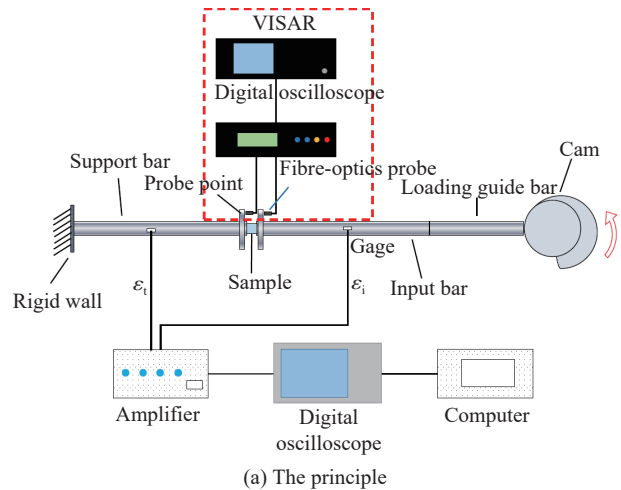 VISAR
Digital oscilloscope
Support bar
Probe point
Fibre-optics probe
Cam
Loading guide bar
Gage
Sample
Rigid wall
εt
εi
Input bar
Amplifier
Digital
oscilloscope
Computer
(a) The principle